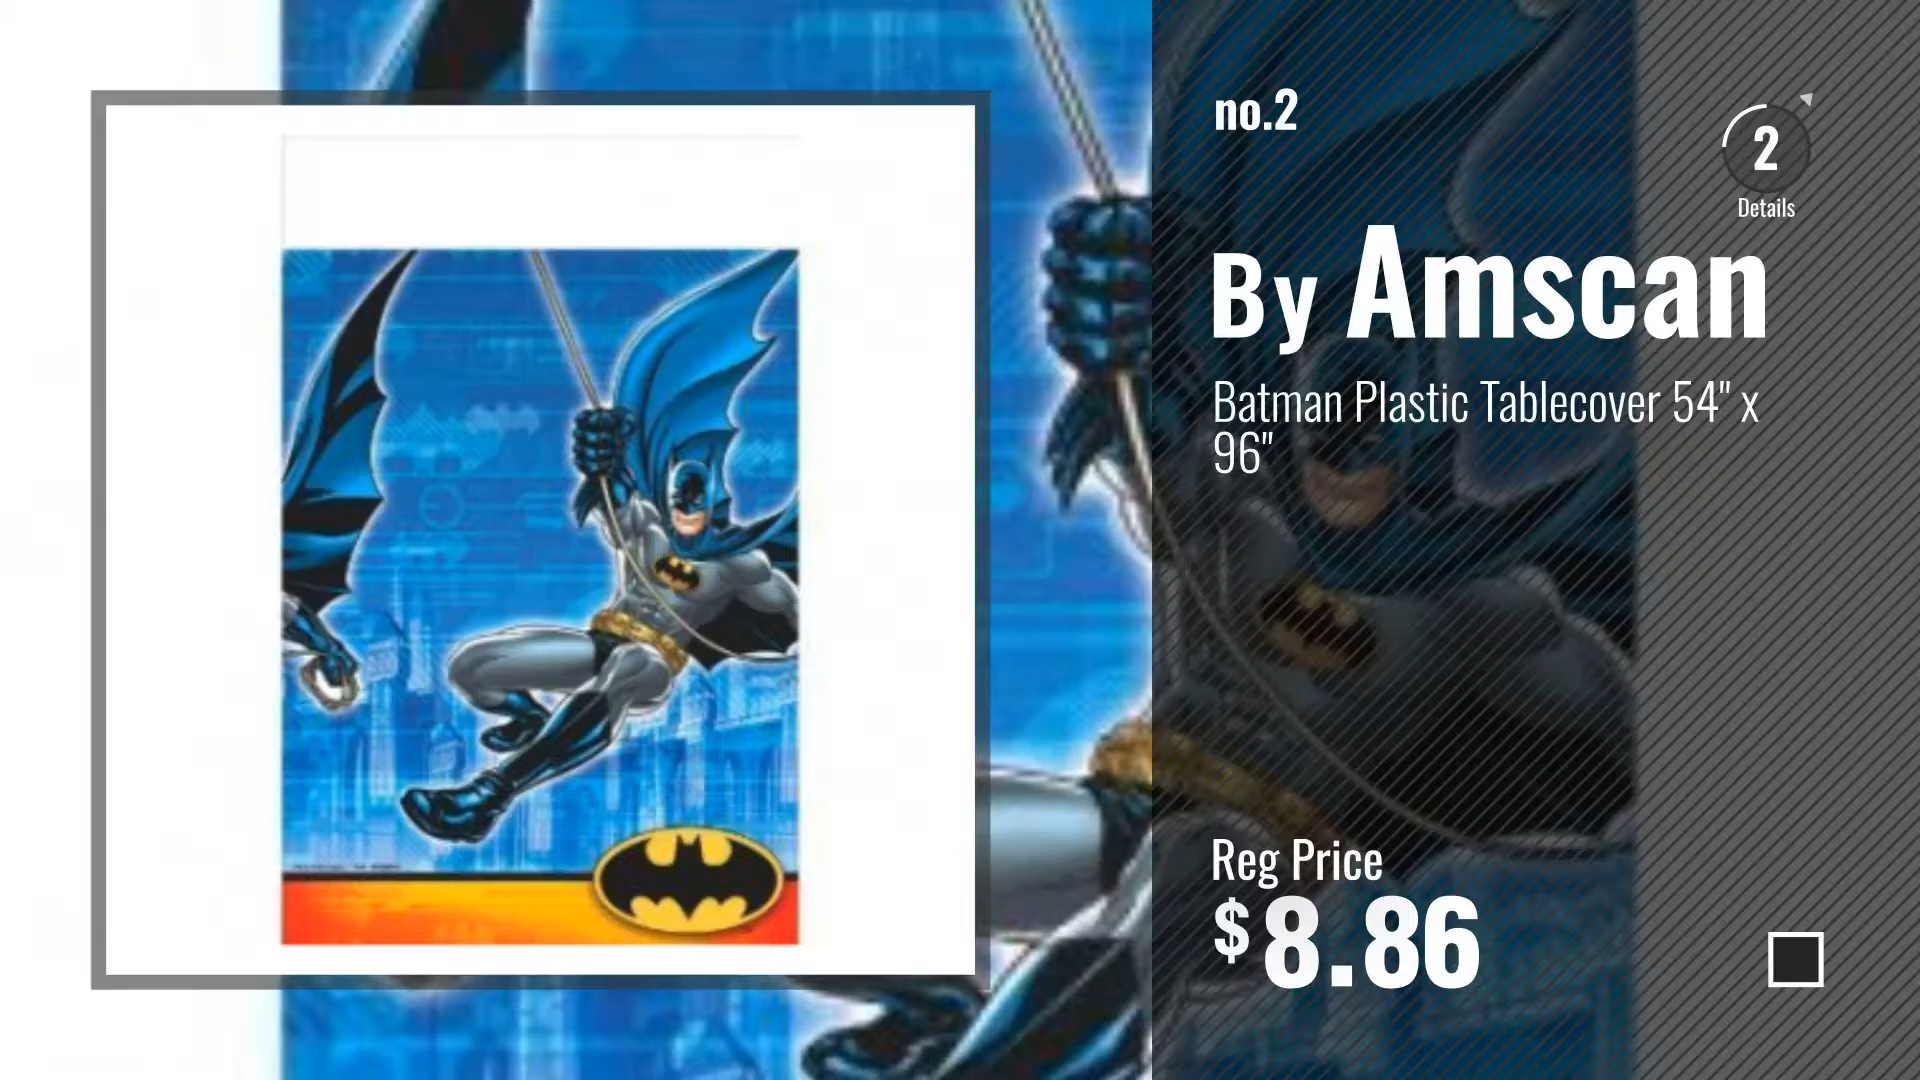 no.2
2
Details
By Amscan
Batman Plastic Tablecover 54" x
96"
Reg Price
$8.86